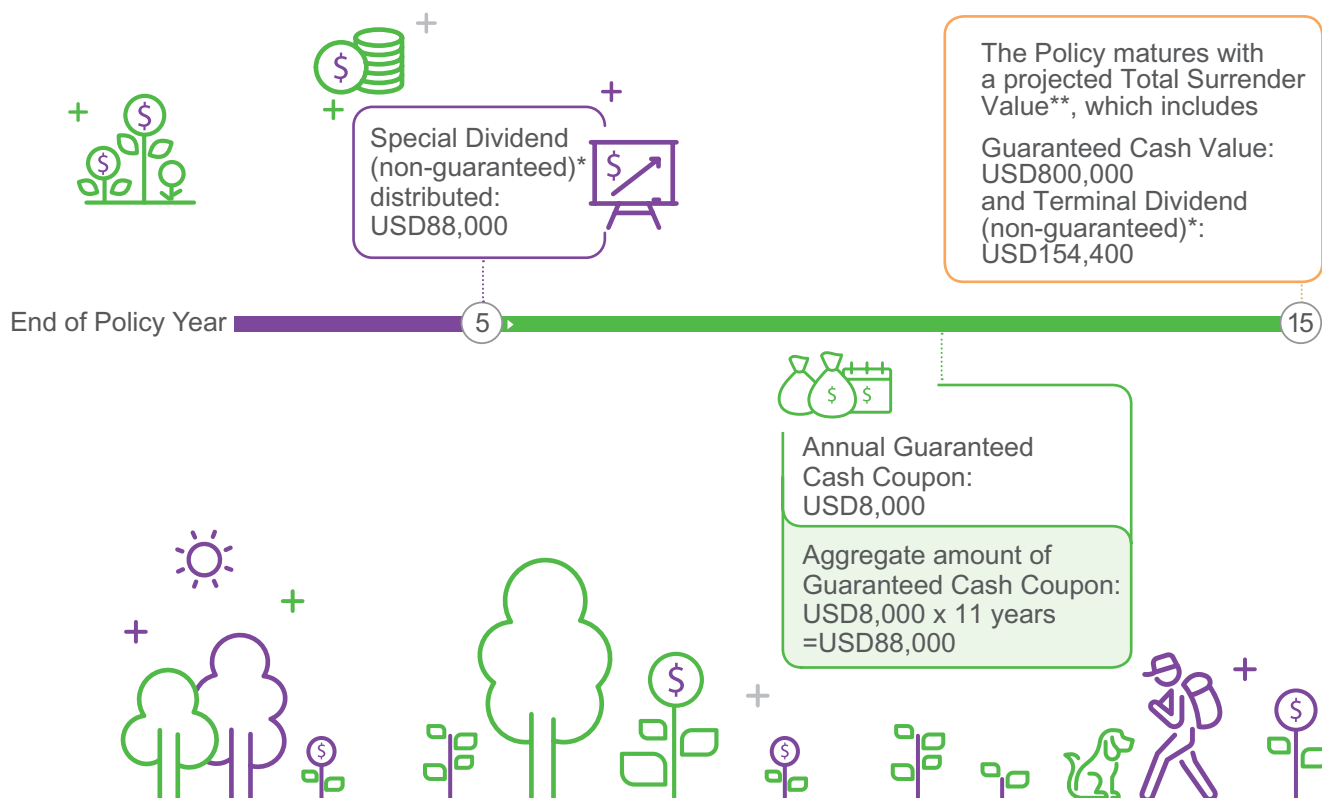 Special Dividend
(non-guaranteed)*
distributed:
USD88,000
$
$
$
$
The Policy matures with
a projected Total Surrender
Value**, which includes
Guaranteed Cash Value:
USD800,000
and Terminal Dividend
(non-guaranteed)*:
USD154,400
End of Policy Year
5
15
$
$
Annual Guaranteed
Cash Coupon:
USD8,000
Aggregate amount of
Guaranteed Cash Coupon:
USD8,000 x 11 years
=USD88,000
$
$
$
$